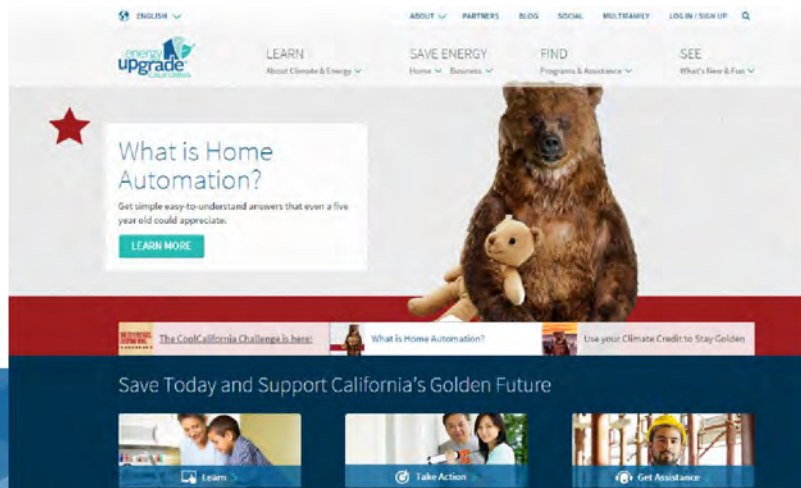 ENGLISH
ABOUT PARTNERS BLOG SOCIAL MULTIFAMILY LOG IN / SIGN UP
energy
upgrade
CALIFORNIA
LEARN
About Climate & Energy
SAVE ENERGY
Home Business
FIND
Programs & Assistance
SEE
What's New & Fun
What is Home
Automation?
Get simple easy-to-understand answers that even a five
year old could appreciate.
LEARN MORE
The CoolCalifornia Challenge is here!
What is Home Automation?
Use your Climate Credit to Stay Golden
Save Today and Support California's Golden Future
Learn
Take Action
Get Assistance